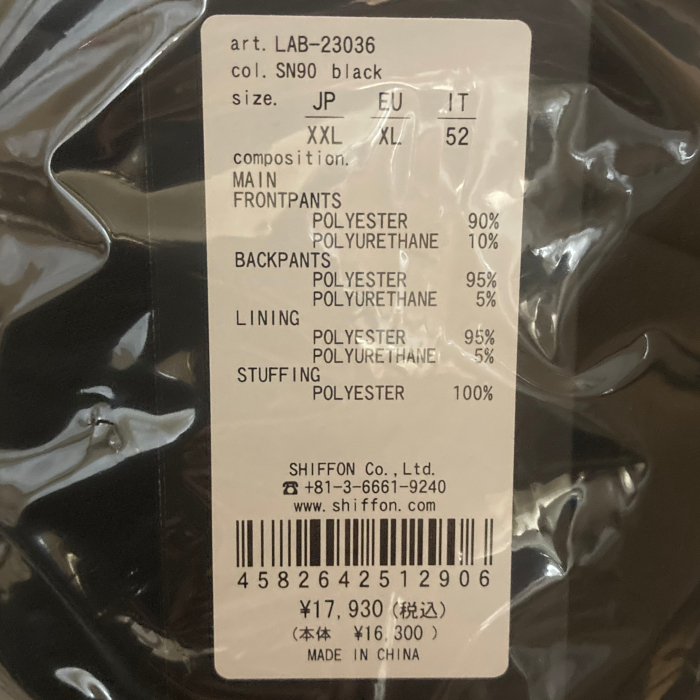 art. LAB-23036
col. SN90 black
size. JP EU IT
XXL XL 52
composition.
MAIN
FRONTPANTS
POLYESTER 90%
POLYURETHANE 10%
BACKPANTS
POLYESTER 95%
POLYURETHANE 5%
LINING
POLYESTER 95%
POLYURETHANE 5%
STUFFING
POLYESTER 100%
SHIFFON Co.,Ltd.
☎ +81-3-6661-9240
www.shiffon.com
4582642512906
¥17,930(税込)
(本体 ¥16,300)
MADE IN CHINA